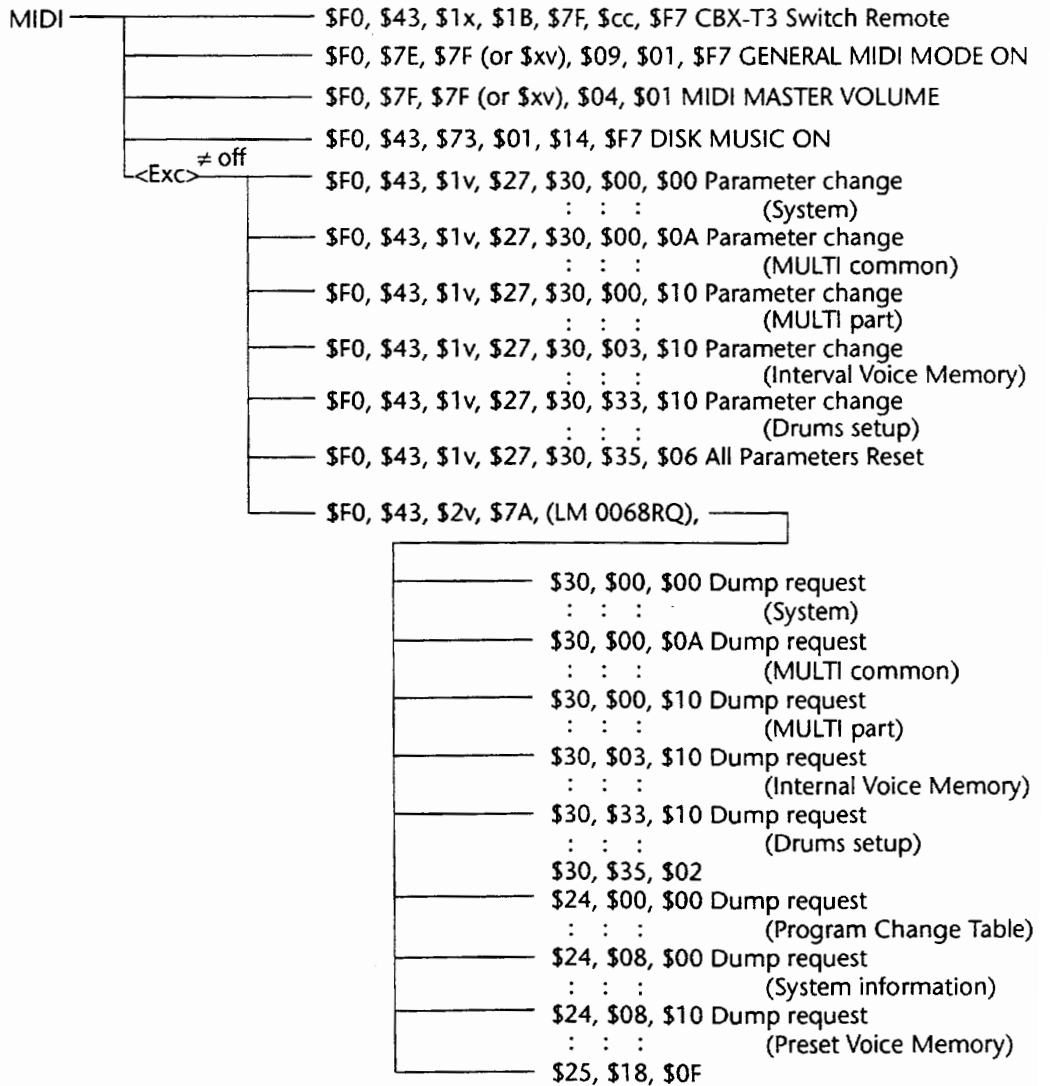 MIDI $F0, $43, $1x, $1B, $7F, $cc, $F7 CBX-T3 Switch Remote
$F0, $7E, $7F (or $xv), $09, $01, $F7 GENERAL MIDI MODE ON
$F0, $7F, $7F (or $xv), $04, $01 MIDI MASTER VOLUME
$F0, $43, $73, $01, $14, $F7 DISK MUSIC ON
<Exc> ≠ off
$F0, $43, $1v, $27, $30, $00, $00 Parameter change
: : : (System)
$F0, $43, $1v, $27, $30, $00, $0A Parameter change
: : : (MULTI common)
$F0, $43, $1v, $27, $30, $00, $10 Parameter change
: : : (MULTI part)
$F0, $43, $1v, $27, $30, $03, $10 Parameter change
: : : (Interval Voice Memory)
$F0, $43, $1v, $27, $30, $33, $10 Parameter change
: : : (Drums setup)
$F0, $43, $1v, $27, $30, $35, $06 All Parameters Reset
$F0, $43, $2v, $7A, (LM 0068RQ),
$30, $00, $00 Dump request
: : : (System)
$30, $00, $0A Dump request
: : : (MULTI common)
$30, $00, $10 Dump request
: : : (MULTI part)
$30, $03, $10 Dump request
: : : (Internal Voice Memory)
$30, $33, $10 Dump request
: : : (Drums setup)
$30, $35, $02
$24, $00, $00 Dump request
: : : (Program Change Table)
$24, $08, $00 Dump request
: : : (System information)
$24, $08, $10 Dump request
: : : (Preset Voice Memory)
$25, $18, $0F